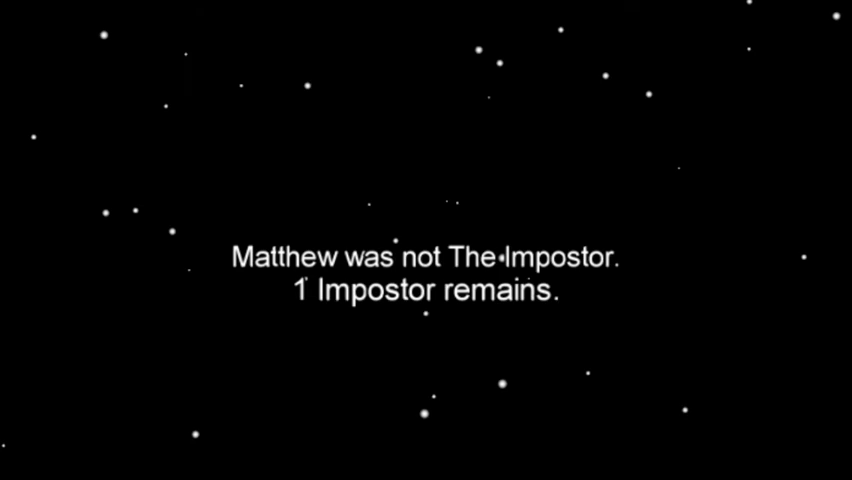 Matthew was not The Impostor.
1 Impostor remains.